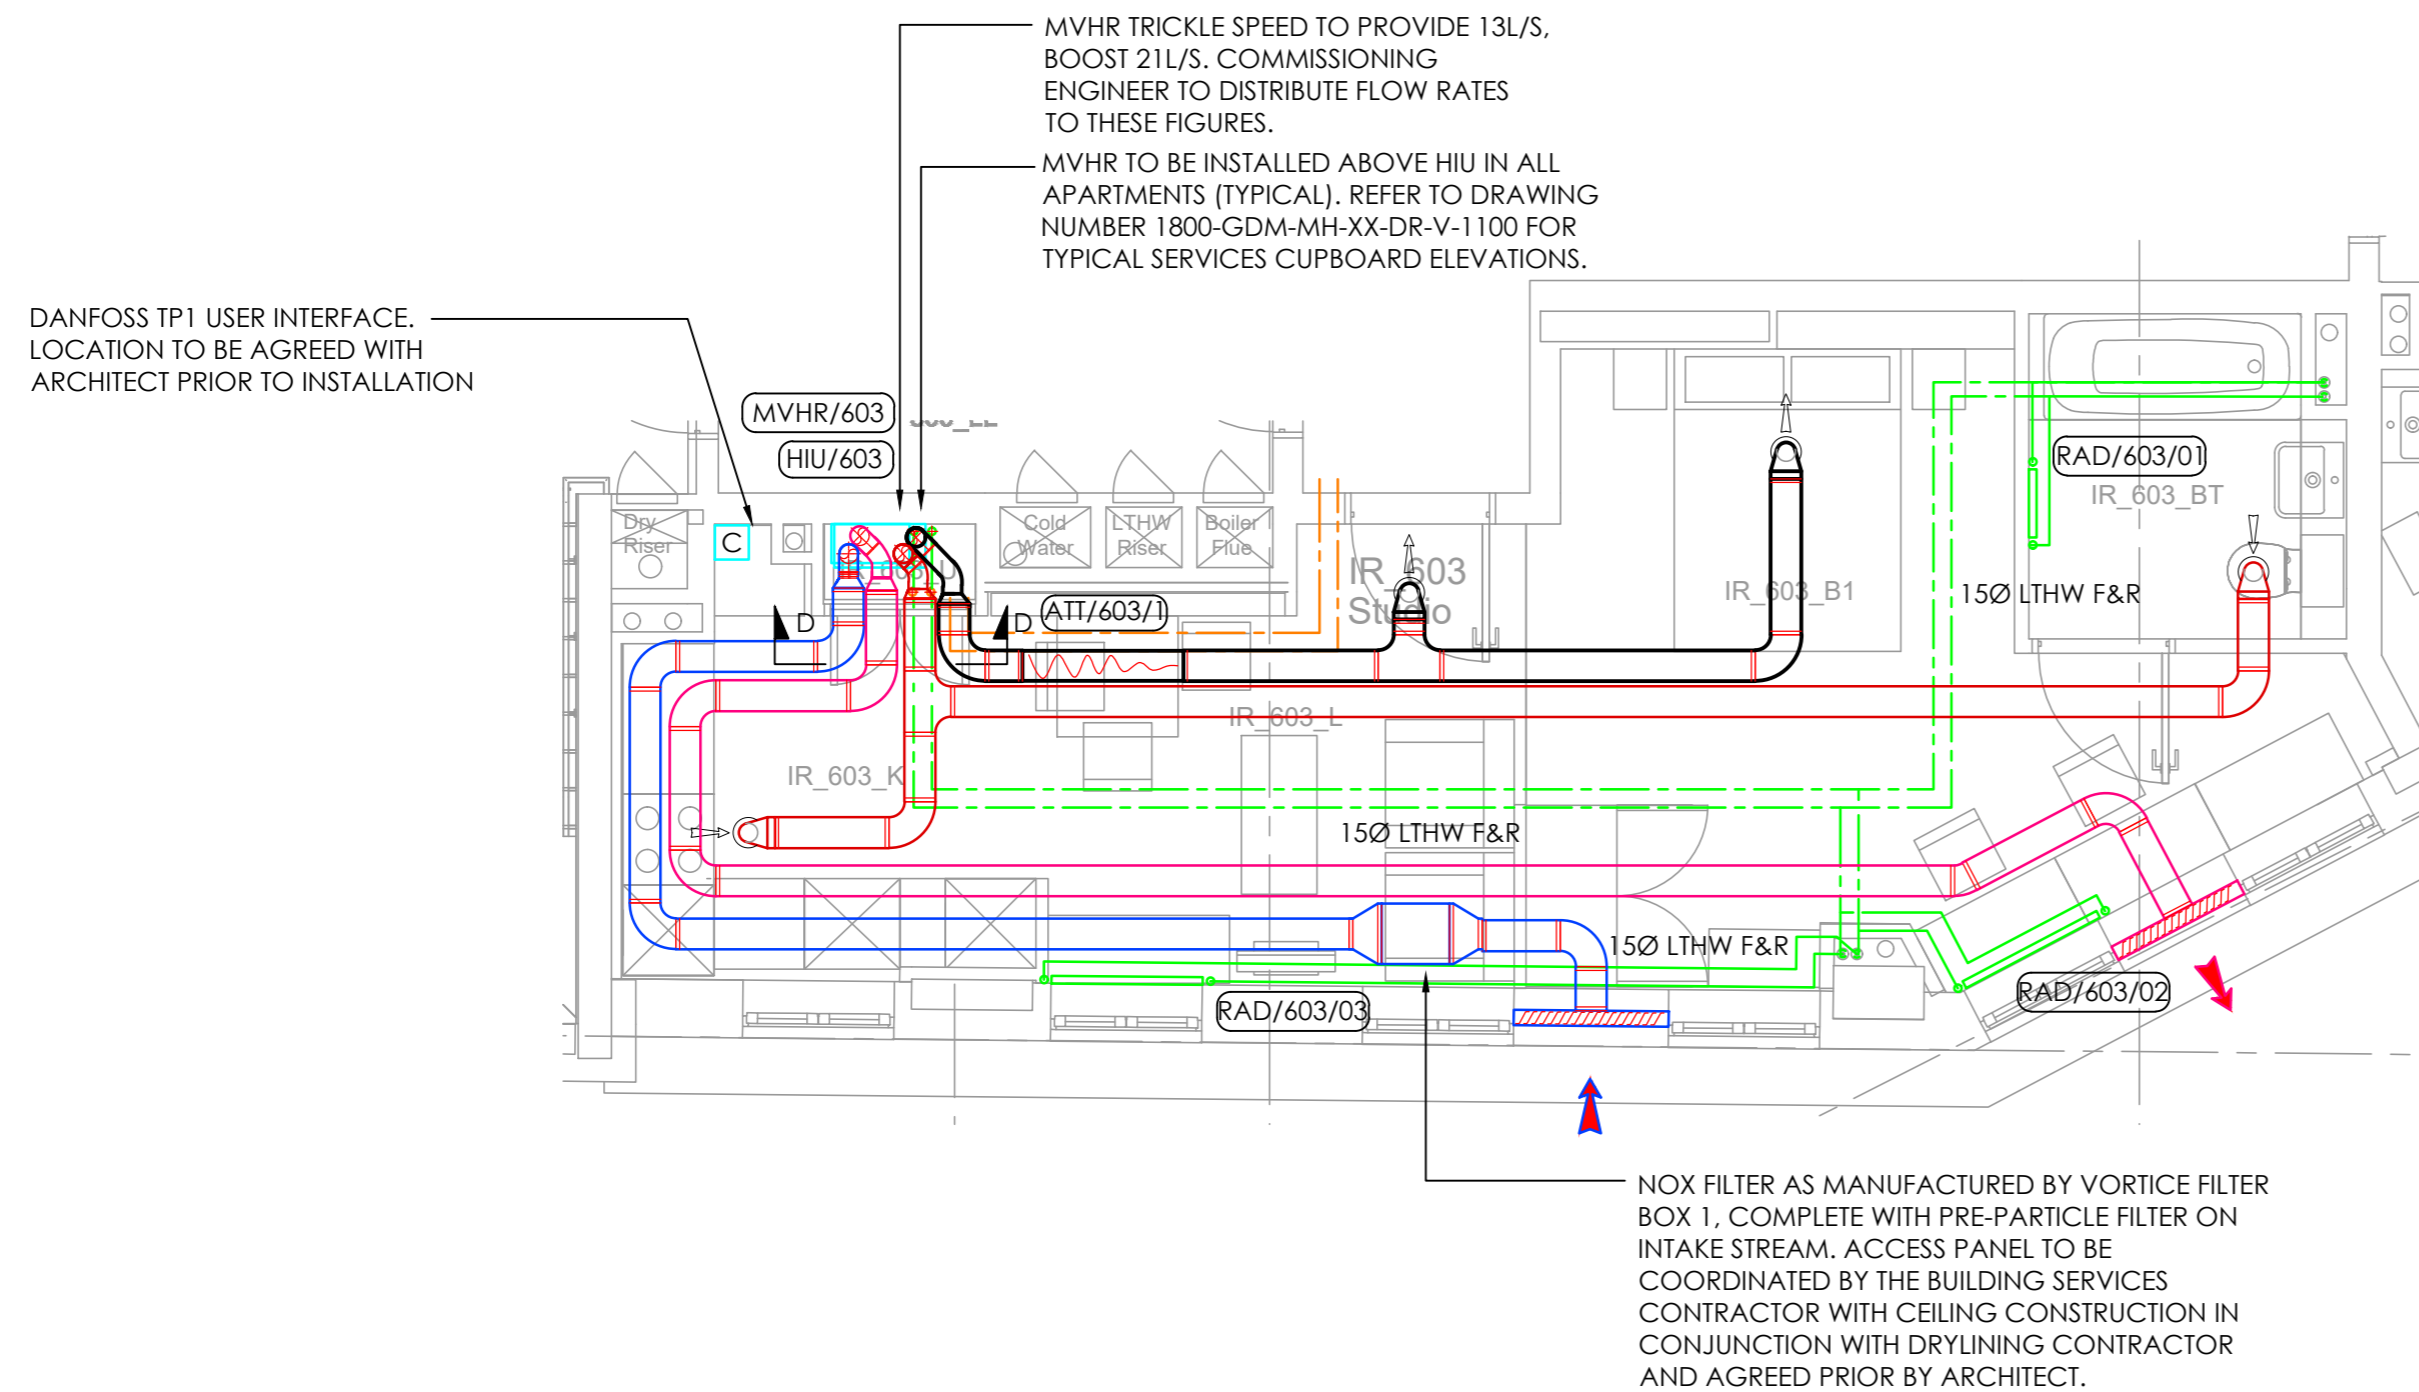 MVHR TRICKLE SPEED TO PROVIDE 13L/S,
BOOST 21L/S. COMMISSIONING
ENGINEER TO DISTRIBUTE FLOW RATES
TO THESE FIGURES.
MVHR TO BE INSTALLED ABOVE HIU IN ALL
APARTMENTS (TYPICAL). REFER TO DRAWING
NUMBER 1800-GDM-MH-XX-DR-V-1100 FOR
TYPICAL SERVICES CUPBOARD ELEVATIONS.
DANFOSS TP1 USER INTERFACE.
LOCATION TO BE AGREED WITH
ARCHITECT PRIOR TO INSTALLATION
MVHR/603
HIU/603
RAD/603/01
IR_603_BT
Dry
Riser
C
Cold
Water
LTHW
Riser
Boiler
Flue
IR_603
Studio
IR_603_B1
15Ø LTHW F&R
D
D
ATT/603/1
IR_603_L
IR_603_K
15Ø LTHW F&R
15Ø LTHW F&R
RAD/603/03
RAD/603/02
NOX FILTER AS MANUFACTURED BY VORTICE FILTER
BOX 1, COMPLETE WITH PRE-PARTICLE FILTER ON
INTAKE STREAM. ACCESS PANEL TO BE
COORDINATED BY THE BUILDING SERVICES
CONTRACTOR WITH CEILING CONSTRUCTION IN
CONJUNCTION WITH DRYLINING CONTRACTOR
AND AGREED PRIOR BY ARCHITECT.